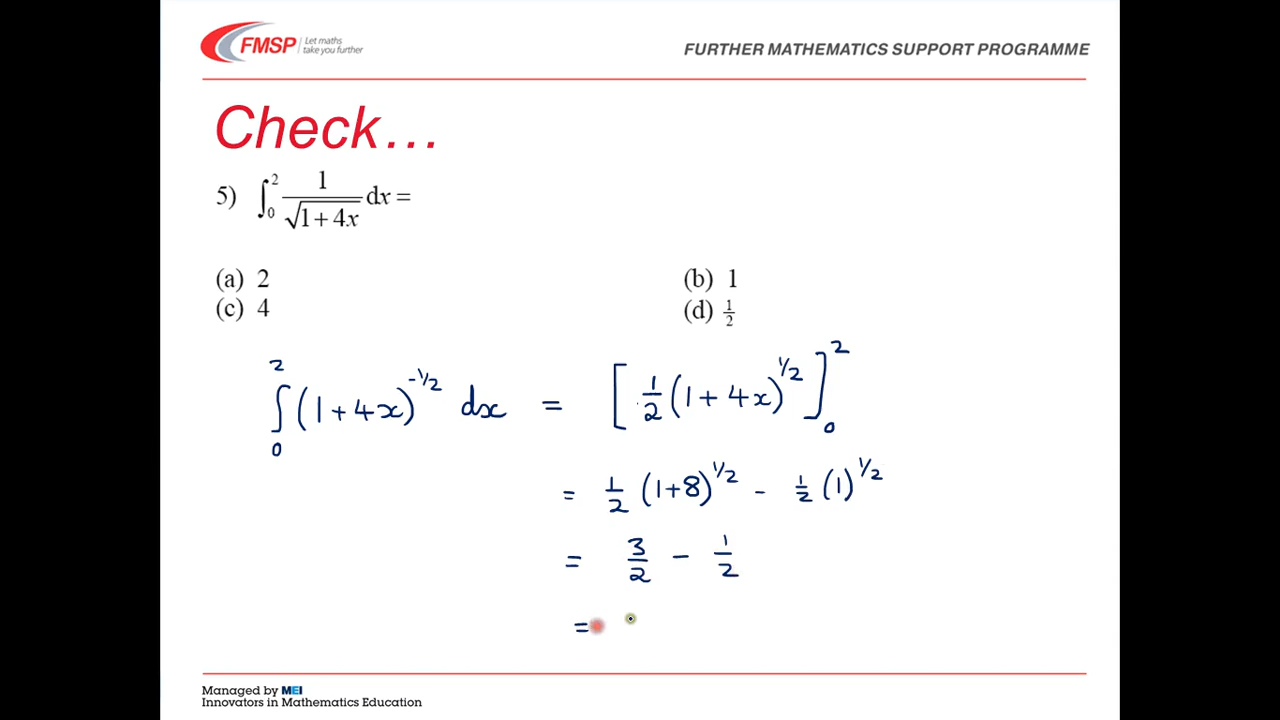 FMSP Let maths take you further
FURTHER MATHEMATICS SUPPORT PROGRAMME
Check…
5) ∫₀² 1/√(1+4x) dx =
(a) 2 (b) 1
(c) 4 (d) 1/2
∫₀² (1+4x)^(-1/2) dx = [1/2 (1+4x)^(1/2)]₀²
= 1/2 (1+8)^(1/2) - 1/2 (1)^(1/2)
= 3/2 - 1/2
=
Managed by MEI
Innovators in Mathematics Education